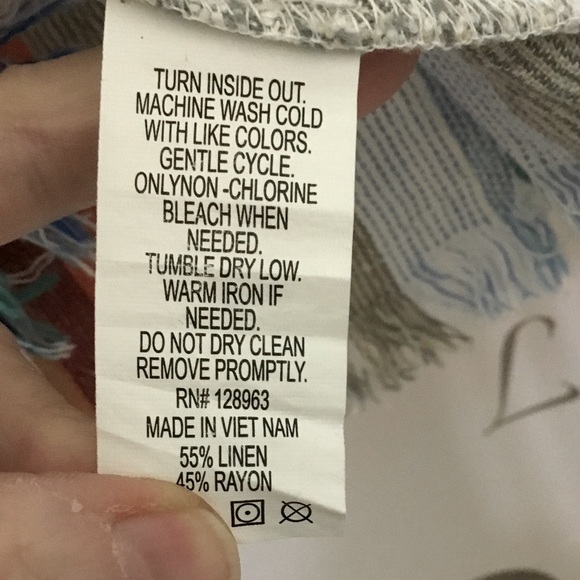 TURN INSIDE OUT.
MACHINE WASH COLD
WITH LIKE COLORS.
GENTLE CYCLE.
ONLYNON -CHLORINE
BLEACH WHEN
NEEDED.
TUMBLE DRY LOW.
WARM IRON IF
NEEDED.
DO NOT DRY CLEAN
REMOVE PROMPTLY.
RN# 128963
MADE IN VIET NAM
55% LINEN
45% RAYON